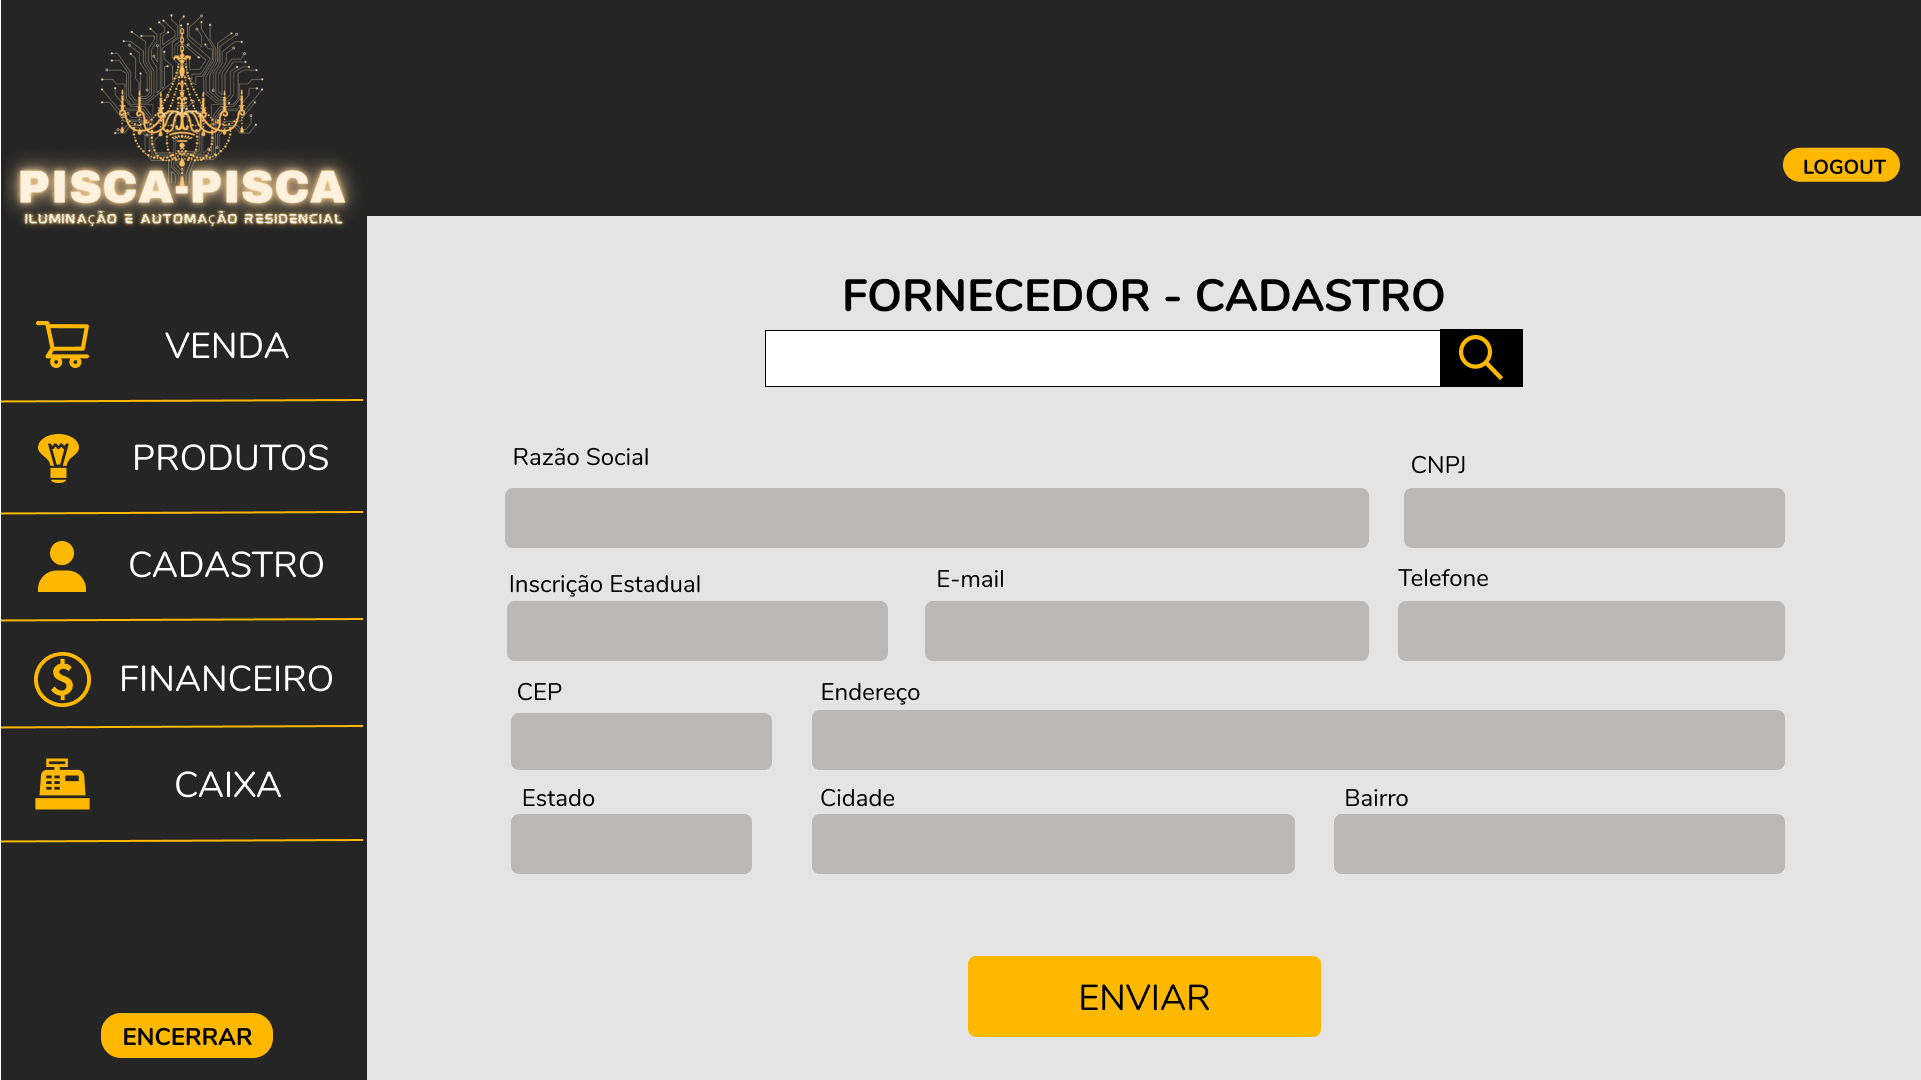 PISCA-PISCA
ILUMINAÇÃO E AUTOMAÇÃO RESIDENCIAL
LOGOUT
VENDA
PRODUTOS
CADASTRO
FINANCEIRO
CAIXA
ENCERRAR
FORNECEDOR - CADASTRO
Razão Social
CNPJ
Inscrição Estadual
E-mail
Telefone
CEP
Endereço
Estado
Cidade
Bairro
ENVIAR